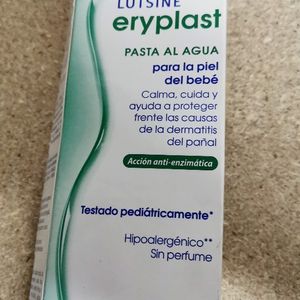 LUTSINE
eryplast
PASTA AL AGUA
para la piel
del bebé
Calma, cuida y
ayuda a proteger
frente las causas
de la dermatitis
del pañal
Acción anti-enzimática
Testado pediátricamente*
Hipoalergénico**
Sin perfume